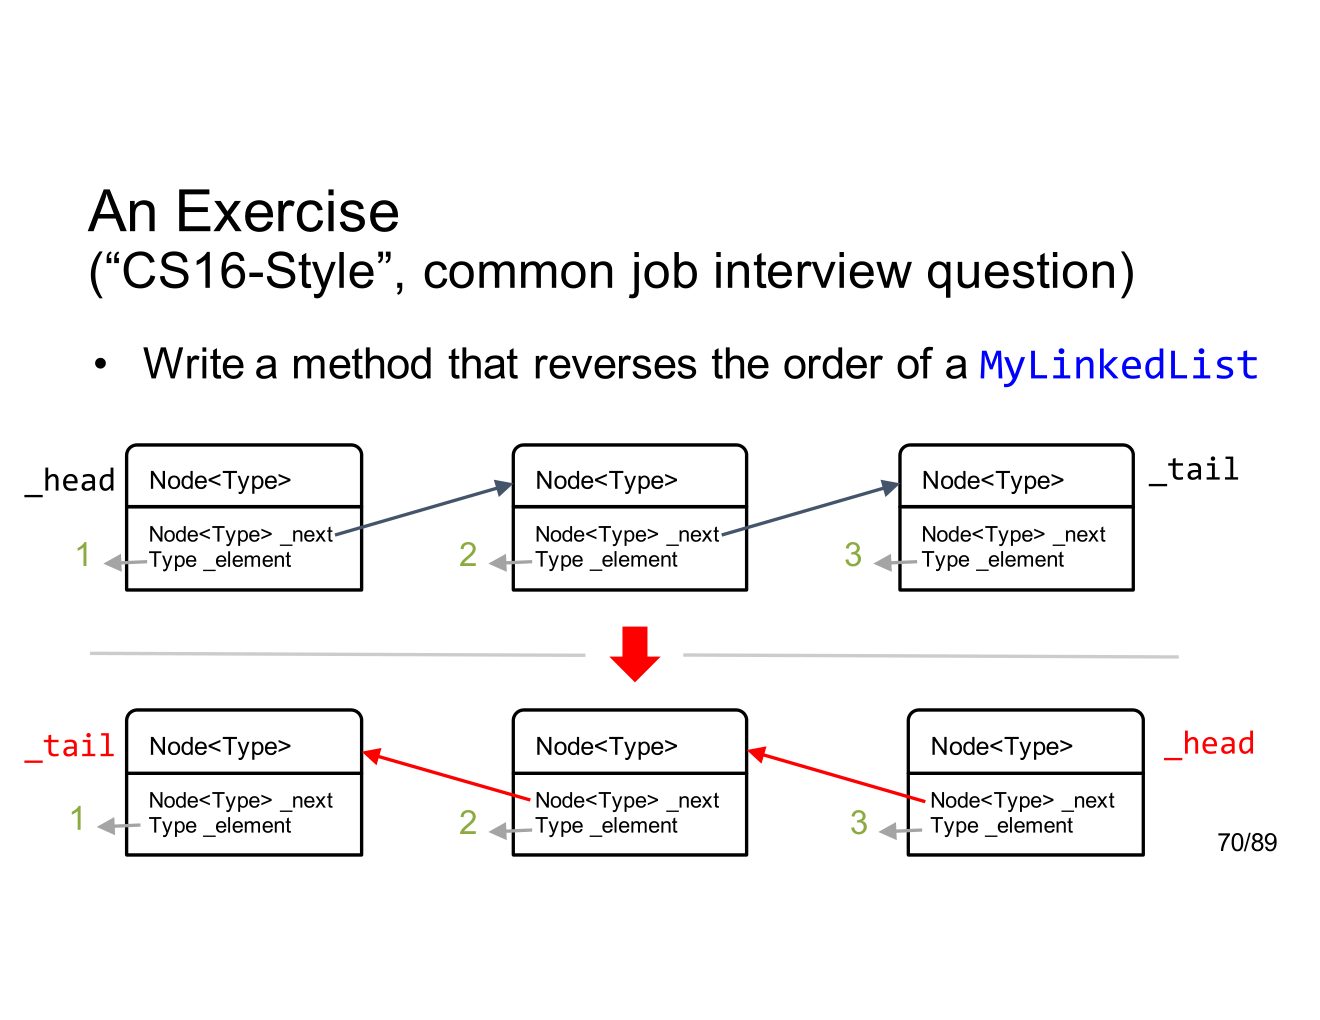 An Exercise
(“CS16-Style”, common job interview question)
• Write a method that reverses the order of a MyLinkedList
_head
Node<Type>
Node<Type> _next
Type _element
1
Node<Type>
Node<Type> _next
Type _element
2
Node<Type>
Node<Type> _next
Type _element
3
_tail
_tail
Node<Type>
Node<Type> _next
Type _element
1
Node<Type>
Node<Type> _next
Type _element
2
Node<Type>
Node<Type> _next
Type _element
3
_head
70/89